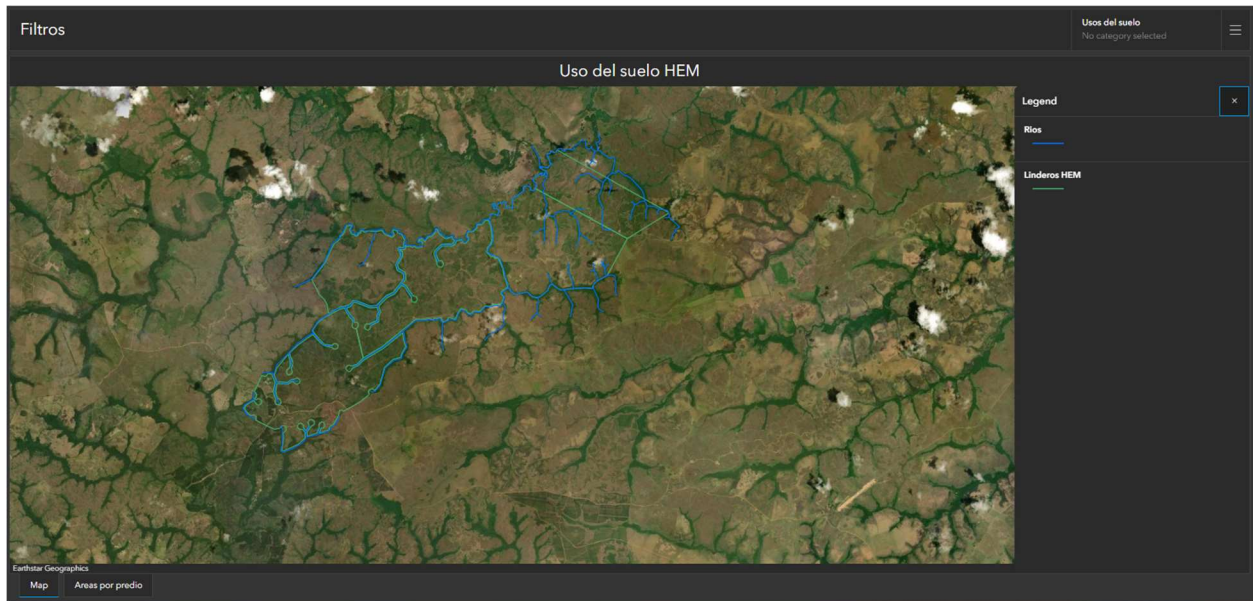 Filtros
Usos del suelo
No category selected
Uso del suelo HEM
Legend
Rios
Linderos HEM
Earthstar Geographics
Map
Areas por predio